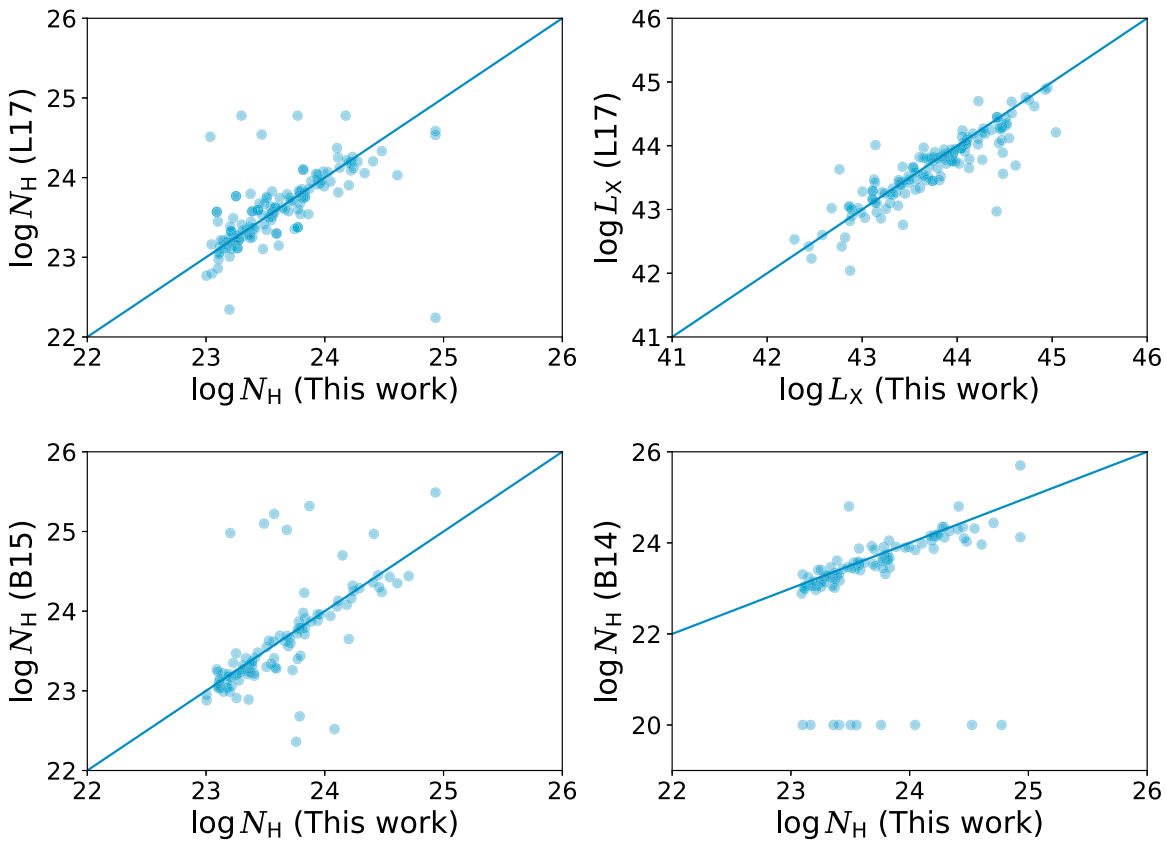 26
25
24
23
22
log N_H (L17)
22 23 24 25 26
log N_H (This work)
46
45
44
43
42
41
log L_X (L17)
41 42 43 44 45 46
log L_X (This work)
26
25
24
23
22
log N_H (B15)
22 23 24 25 26
log N_H (This work)
26
24
22
20
log N_H (B14)
22 23 24 25 26
log N_H (This work)